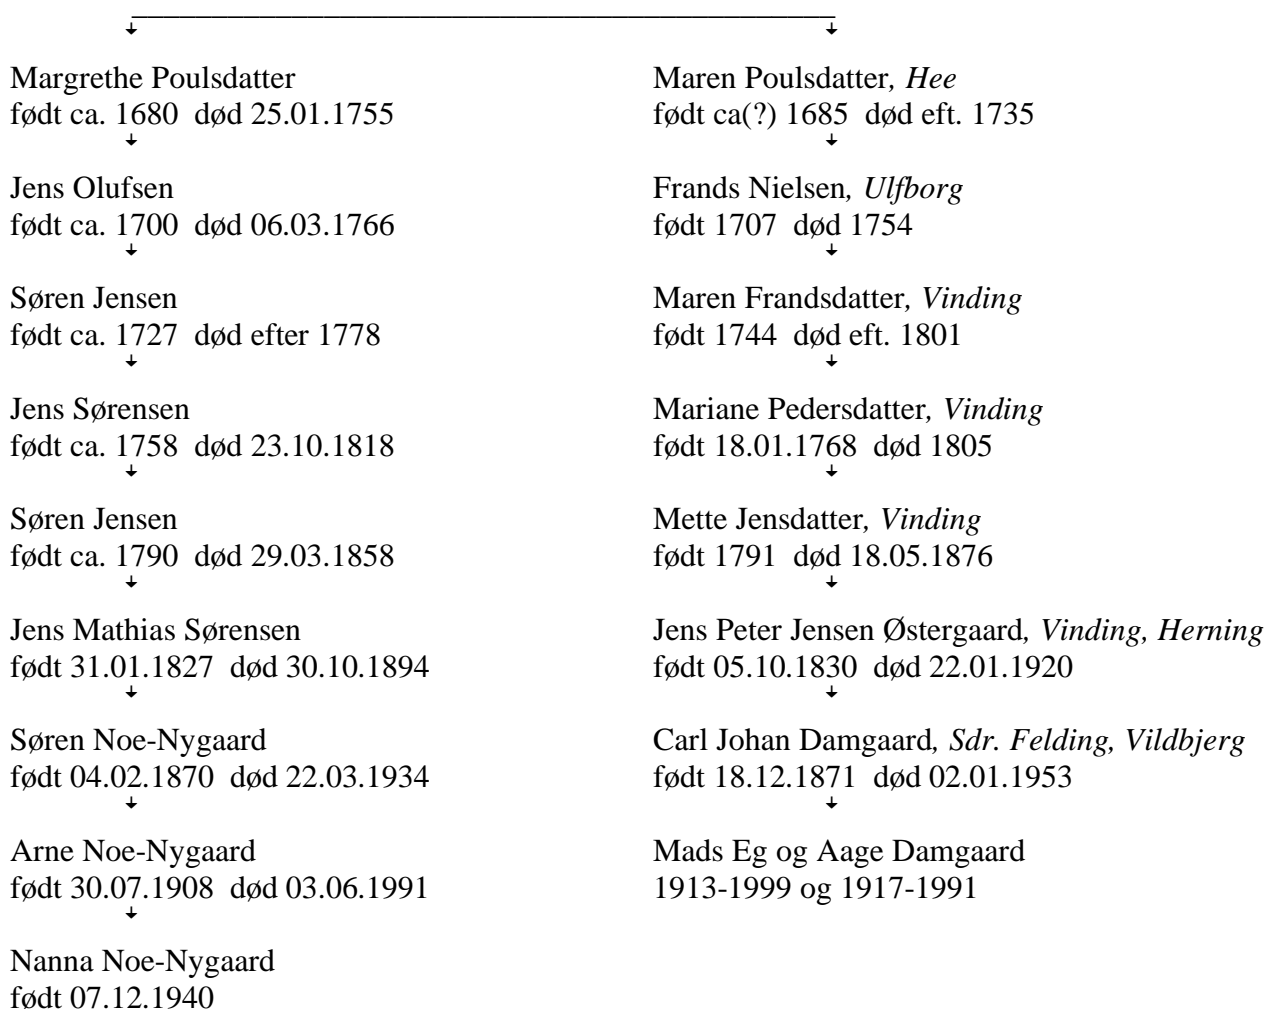 Margrethe Poulsdatter
født ca. 1680 død 25.01.1755
Jens Olufsen
født ca. 1700 død 06.03.1766
Søren Jensen
født ca. 1727 død efter 1778
Jens Sørensen
født ca. 1758 død 23.10.1818
Søren Jensen
født ca. 1790 død 29.03.1858
Jens Mathias Sørensen
født 31.01.1827 død 30.10.1894
Søren Noe-Nygaard
født 04.02.1870 død 22.03.1934
Arne Noe-Nygaard
født 30.07.1908 død 03.06.1991
Nanna Noe-Nygaard
født 07.12.1940
Maren Poulsdatter, Hee
født ca(?) 1685 død eft. 1735
Frands Nielsen, Ulfborg
født 1707 død 1754
Maren Frandsdatter, Vinding
født 1744 død eft. 1801
Mariane Pedersdatter, Vinding
født 18.01.1768 død 1805
Mette Jensdatter, Vinding
født 1791 død 18.05.1876
Jens Peter Jensen Østergaard, Vinding, Herning
født 05.10.1830 død 22.01.1920
Carl Johan Damgaard, Sdr. Felding, Vildbjerg
født 18.12.1871 død 02.01.1953
Mads Eg og Aage Damgaard
1913-1999 og 1917-1991